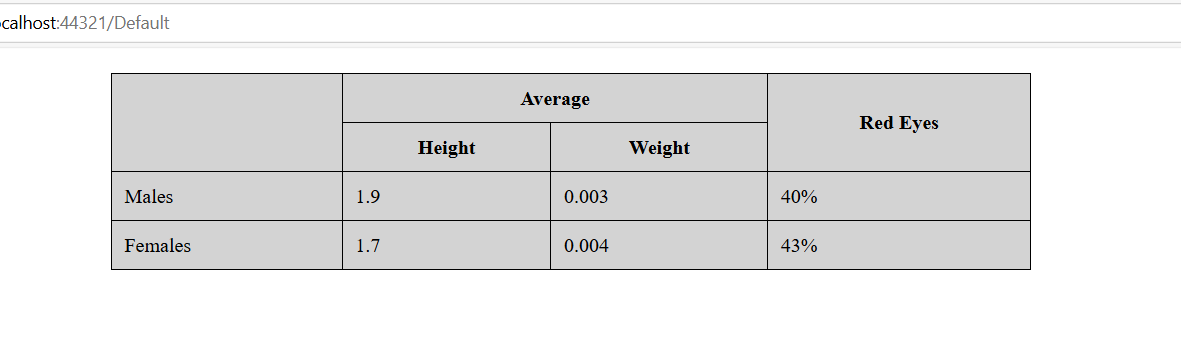 ocalhost:44321/Default
Average
Red Eyes
Height Weight
Males 1.9 0.003 40%
Females 1.7 0.004 43%